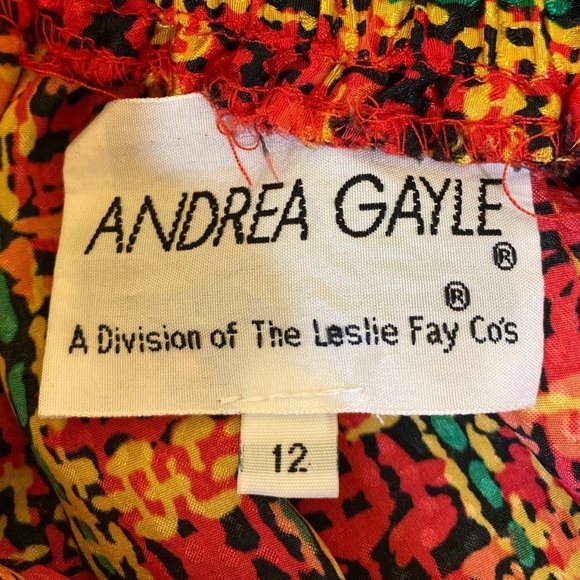 ANDREA GAYLE®
®
A Division of The Leslie Fay Co's
12